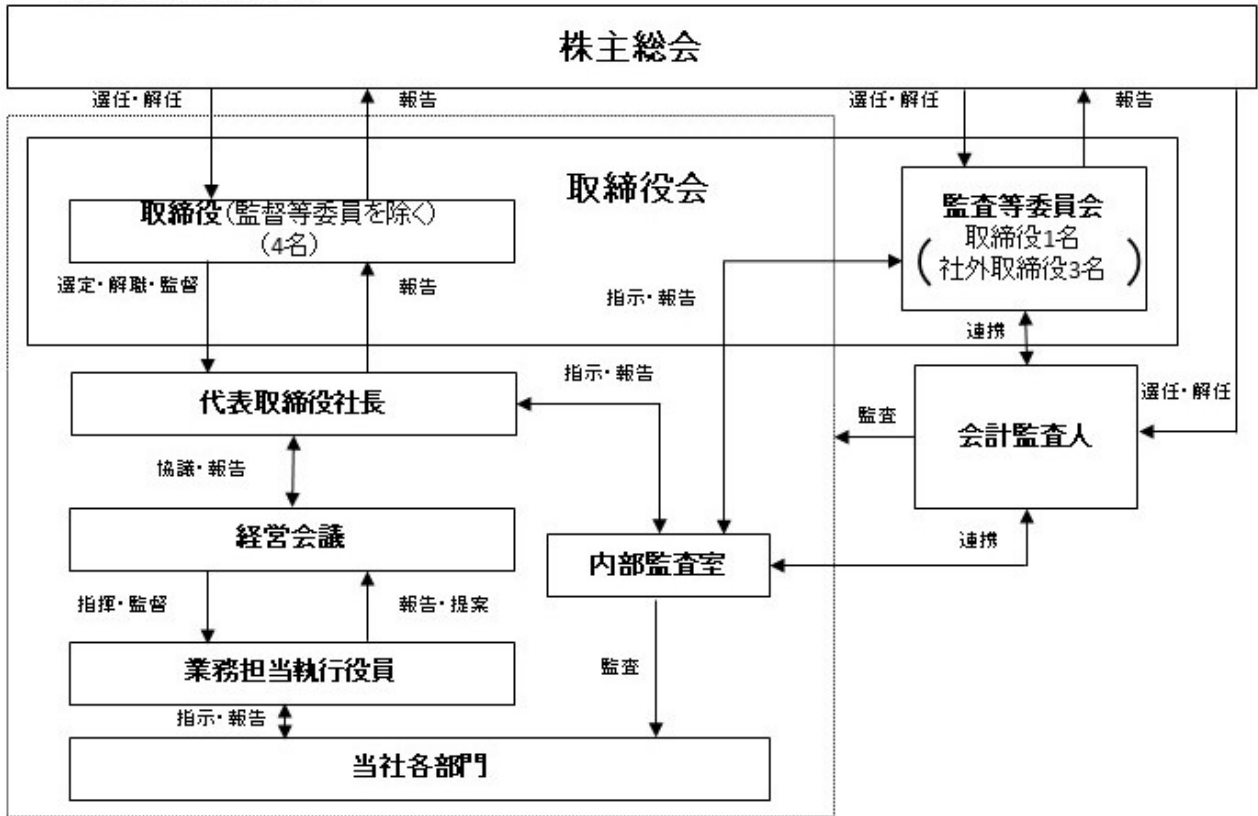 株主総会
選任・解任
報告
選任・解任
報告
取締役会
取締役(監督等委員を除く)
(4名)
監査等委員会
取締役1名
社外取締役3名
選定・解職・監督
報告
指示・報告
連携
代表取締役社長
指示・報告
選任・解任
監査
会計監査人
協議・報告
経営会議
内部監査室
連携
指揮・監督
報告・提案
業務担当執行役員
監査
指示・報告
当社各部門